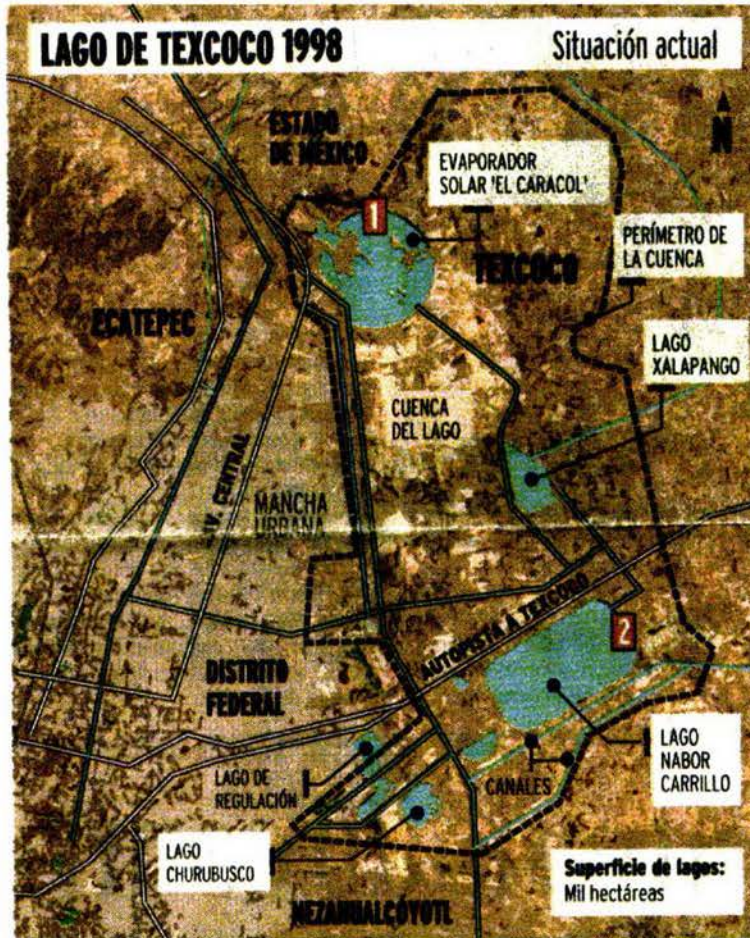 LAGO DE TEXCOCO 1998
Situación actual
ESTADO
DE MÉXICO
N
EVAPORADOR
SOLAR 'EL CARACOL'
1
TEXCOCO
PERÍMETRO DE
LA CUENCA
ECATEPEC
LAGO
XALAPANGO
CUENCA
DEL LAGO
AV. CENTRAL
MANCHA
URBANA
AUTOPISTA A TEXCOCO
2
DISTRITO
FEDERAL
LAGO DE
REGULACIÓN
CANALES
LAGO
NABOR
CARRILLO
LAGO
CHURUBUSCO
Superficie de lagos:
Mil hectáreas
NEZAHUALCÓYOTL